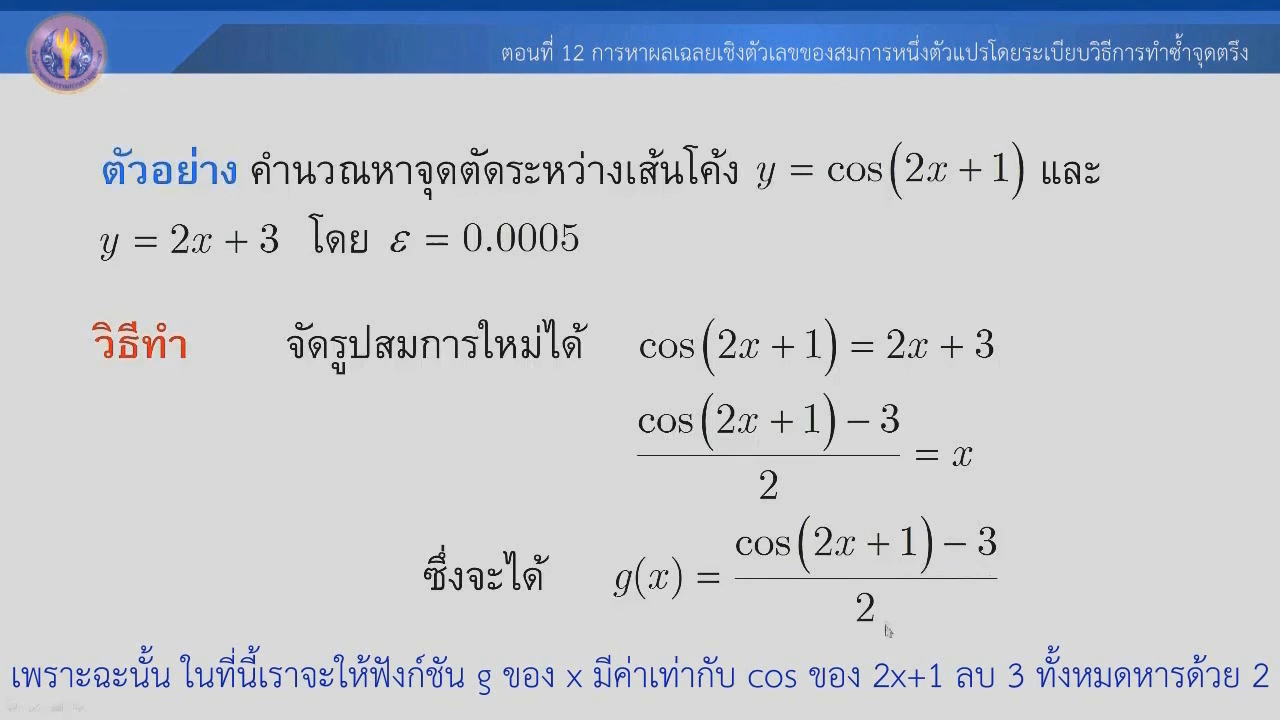 ตอนที่ 12 การหาผลเฉลยเชิงตัวเลขของสมการหนึ่งตัวแปรโดยระเบียบวิธีการทำซ้ำจุดตรึง
ตัวอย่าง คำนวณหาจุดตัดระหว่างเส้นโค้ง y = cos(2x + 1) และ
y = 2x + 3 โดย ε = 0.0005
วิธีทำ จัดรูปสมการใหม่ได้ cos(2x + 1) = 2x + 3
cos(2x + 1) − 3
= x
2
cos(2x + 1) − 3
ซึ่งจะได้ g(x) =
2
เพราะฉะนั้น ในที่นี้เราจะให้ฟังก์ชัน g ของ x มีค่าเท่ากับ cos ของ 2x+1 ลบ 3 ทั้งหมดหารด้วย 2